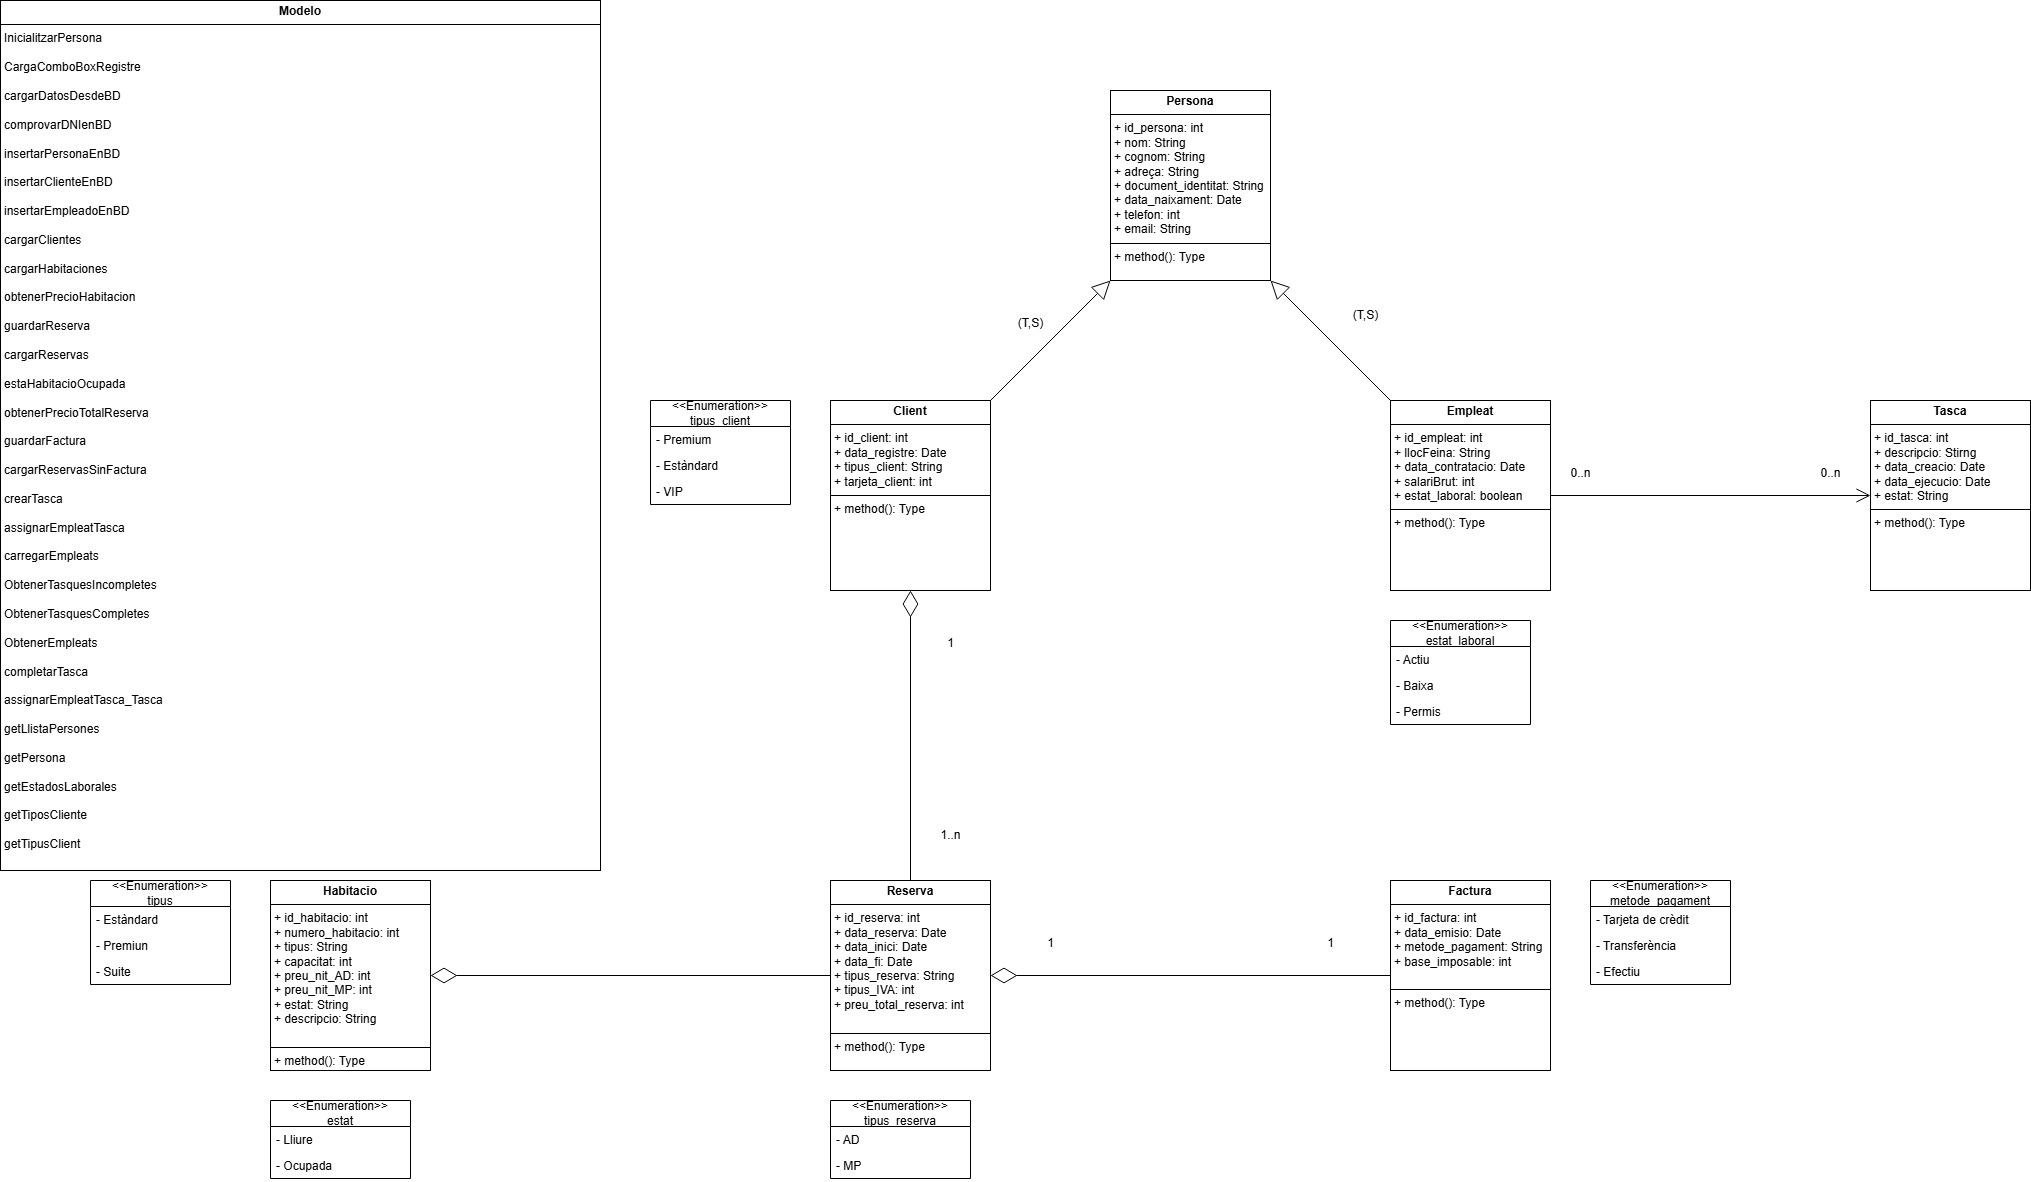 Modelo
InicialitzarPersona
CargaComboBoxRegistre
cargarDatosDesdeBD
comprovarDNIenBD
insertarPersonaEnBD
insertarClienteEnBD
insertarEmpleadoEnBD
cargarClientes
cargarHabitaciones
obtenerPrecioHabitacion
guardarReserva
cargarReservas
estaHabitacioOcupada
obtenerPrecioTotalReserva
guardarFactura
cargarReservasSinFactura
crearTasca
assignarEmpleatTasca
carregarEmpleats
ObtenerTasquesIncompletes
ObtenerTasquesCompletes
ObtenerEmpleats
completarTasca
assignarEmpleatTasca_Tasca
getLlistaPersones
getPersona
getEstadosLaborales
getTiposCliente
getTipusClient
Persona
+ id_persona: int
+ nom: String
+ cognom: String
+ adreça: String
+ document_identitat: String
+ data_naixament: Date
+ telefon: int
+ email: String
+ method(): Type
(T,S)
(T,S)
<<Enumeration>>
tipus_client
- Premium
- Estàndard
- VIP
Client
+ id_client: int
+ data_registre: Date
+ tipus_client: String
+ tarjeta_client: int
+ method(): Type
Empleat
+ id_empleat: int
+ llocFeina: String
+ data_contratacio: Date
+ salariBrut: int
+ estat_laboral: boolean
+ method(): Type
0..n
0..n
Tasca
+ id_tasca: int
+ descripcio: Stirng
+ data_creacio: Date
+ data_ejecucio: Date
+ estat: String
+ method(): Type
<<Enumeration>>
estat_laboral
- Actiu
- Baixa
- Permis
1
1..n
<<Enumeration>>
tipus
- Estàndard
- Premiun
- Suite
Habitacio
+ id_habitacio: int
+ numero_habitacio: int
+ tipus: String
+ capacitat: int
+ preu_nit_AD: int
+ preu_nit_MP: int
+ estat: String
+ descripcio: String
+ method(): Type
Reserva
+ id_reserva: int
+ data_reserva: Date
+ data_inici: Date
+ data_fi: Date
+ tipus_reserva: String
+ tipus_IVA: int
+ preu_total_reserva: int
+ method(): Type
1
1
Factura
+ id_factura: int
+ data_emisio: Date
+ metode_pagament: String
+ base_imposable: int
+ method(): Type
<<Enumeration>>
metode_pagament
- Tarjeta de crèdit
- Transferència
- Efectiu
<<Enumeration>>
estat
- Lliure
- Ocupada
<<Enumeration>>
tipus_reserva
- AD
- MP